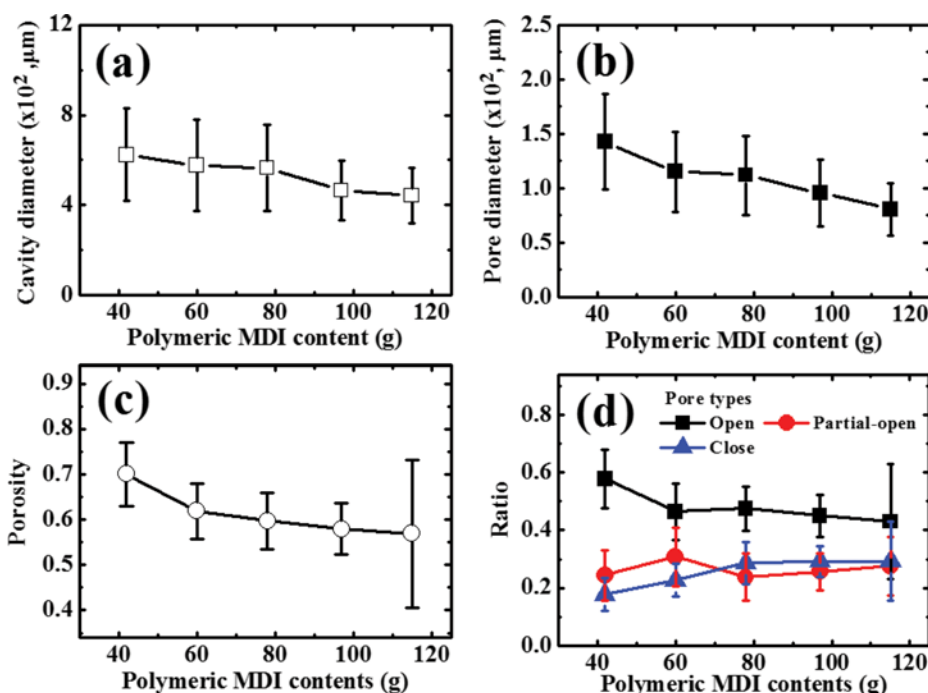 (a)
Cavity diameter (x10², μm)
12
8
4
0
40 60 80 100 120
Polymeric MDI content (g)
(b)
Pore diameter (x10², μm)
2.5
2.0
1.5
1.0
0.5
0.0
40 60 80 100 120
Polymeric MDI content (g)
(c)
Porosity
0.9
0.8
0.7
0.6
0.5
0.4
40 60 80 100 120
Polymeric MDI contents (g)
(d)
Pore types
Open
Partial-open
Close
Ratio
0.8
0.6
0.4
0.2
0.0
40 60 80 100 120
Polymeric MDI contents (g)